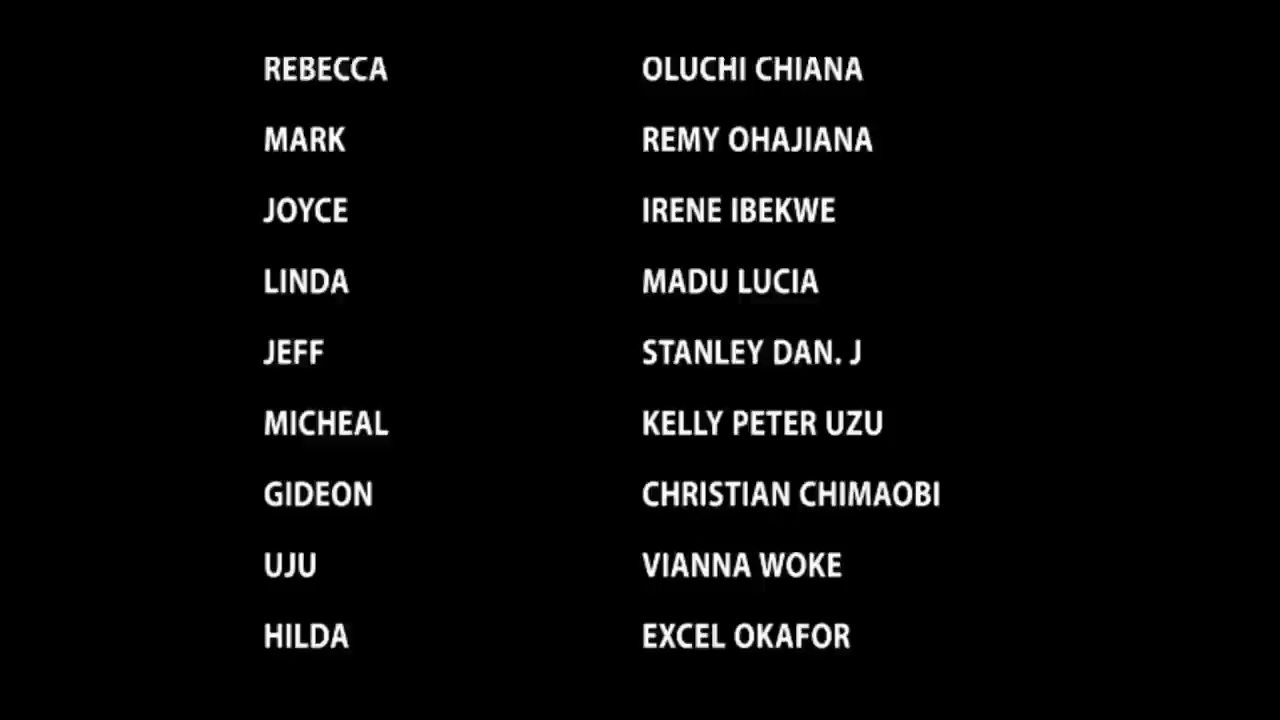 REBECCA OLUCHI CHIANA
MARK REMY OHAJIANA
JOYCE IRENE IBEKWE
LINDA MADU LUCIA
JEFF STANLEY DAN. J
MICHEAL KELLY PETER UZU
GIDEON CHRISTIAN CHIMAOBI
UJU VIANNA WOKE
HILDA EXCEL OKAFOR